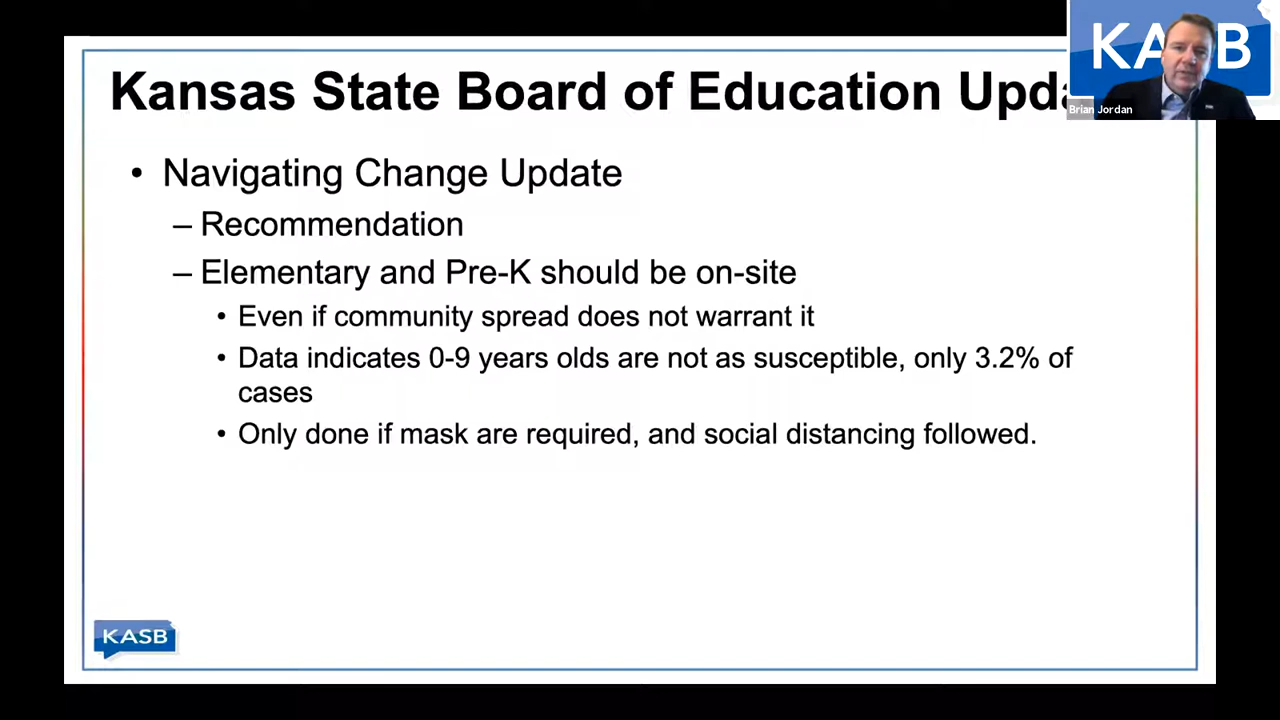 Kansas State Board of Education Upda
KASB
Brian Jordan
• Navigating Change Update
– Recommendation
– Elementary and Pre-K should be on-site
• Even if community spread does not warrant it
• Data indicates 0-9 years olds are not as susceptible, only 3.2% of
cases
• Only done if mask are required, and social distancing followed.
KASB